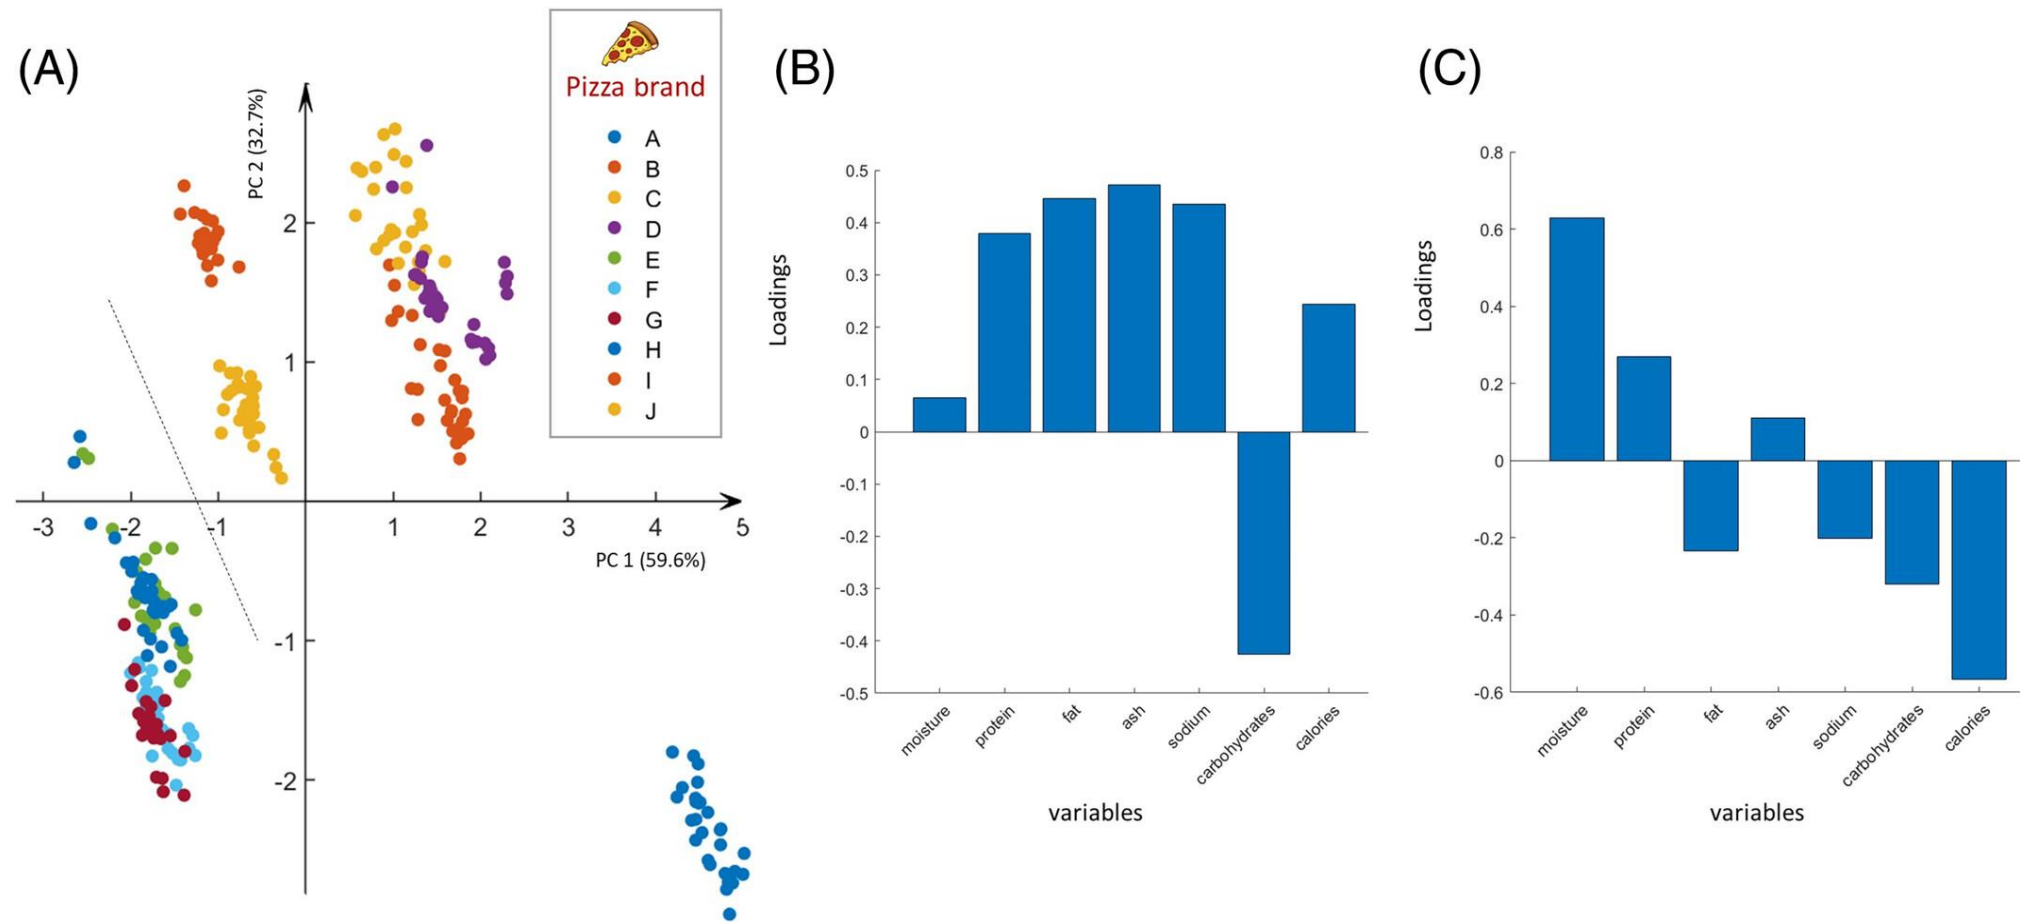 (A)
PC 2 (32.7%)
2
1
-1
-2
-3
-2
-1
1
2
3
4
5
PC 1 (59.6%)
Pizza brand
A
B
C
D
E
F
G
H
I
J
(B)
Loadings
0.5
0.4
0.3
0.2
0.1
0
-0.1
-0.2
-0.3
-0.4
-0.5
moisture
protein
fat
ash
sodium
carbohydrates
calories
variables
(C)
Loadings
0.8
0.6
0.4
0.2
0
-0.2
-0.4
-0.6
moisture
protein
fat
ash
sodium
carbohydrates
calories
variables